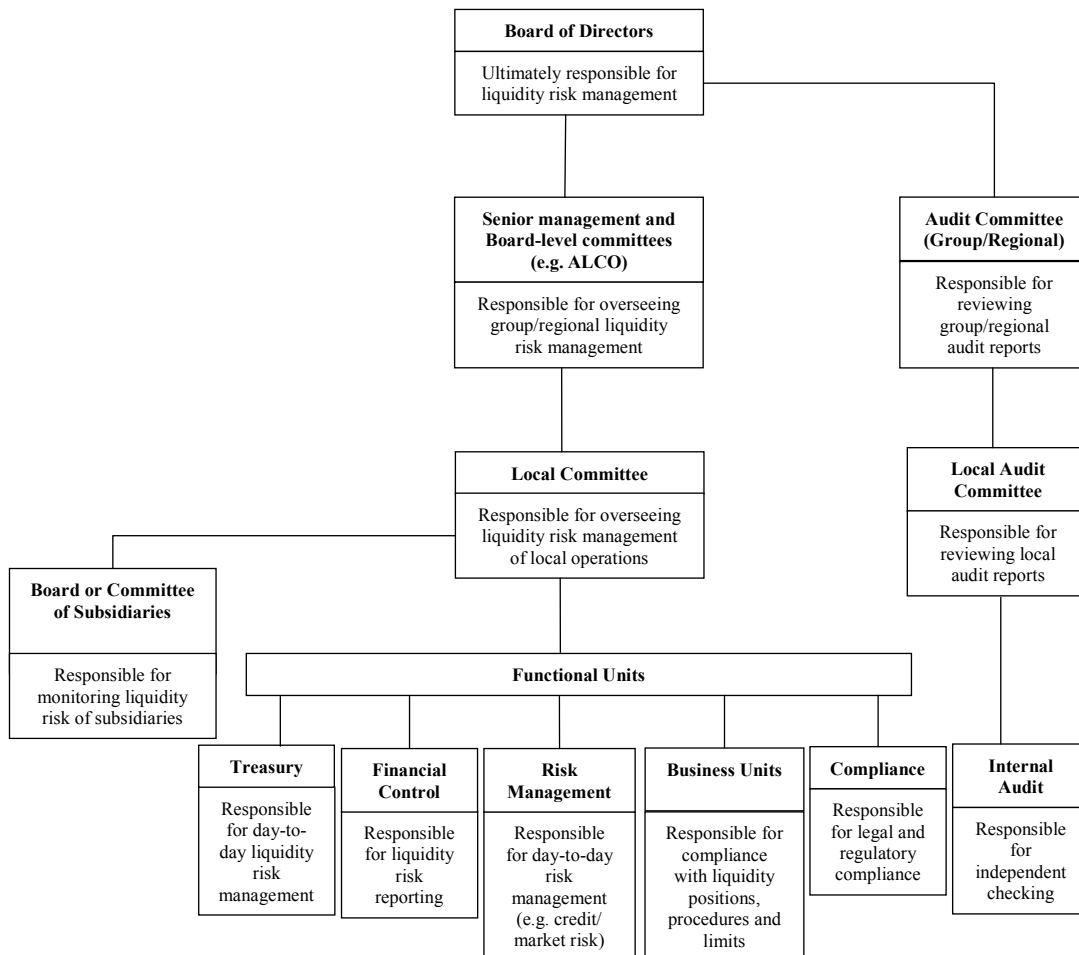 Board of Directors
Ultimately responsible for
liquidity risk management
Senior management and
Board-level committees
(e.g. ALCO)
Responsible for overseeing
group/regional liquidity
risk management
Audit Committee
(Group/Regional)
Responsible for
reviewing
group/regional
audit reports
Local Committee
Responsible for overseeing
liquidity risk management
of local operations
Local Audit
Committee
Responsible for
reviewing local
audit reports
Board or Committee
of Subsidiaries
Responsible for
monitoring liquidity
risk of subsidiaries
Functional Units
Treasury
Responsible
for day-to-
day liquidity
risk
management
Financial
Control
Responsible
for liquidity
risk
reporting
Risk
Management
Responsible
for day-to-day
risk
management
(e.g. credit/
market risk)
Business Units
Responsible for
compliance
with liquidity
positions,
procedures and
limits
Compliance
Responsible
for legal and
regulatory
compliance
Internal
Audit
Responsible
for
independent
checking